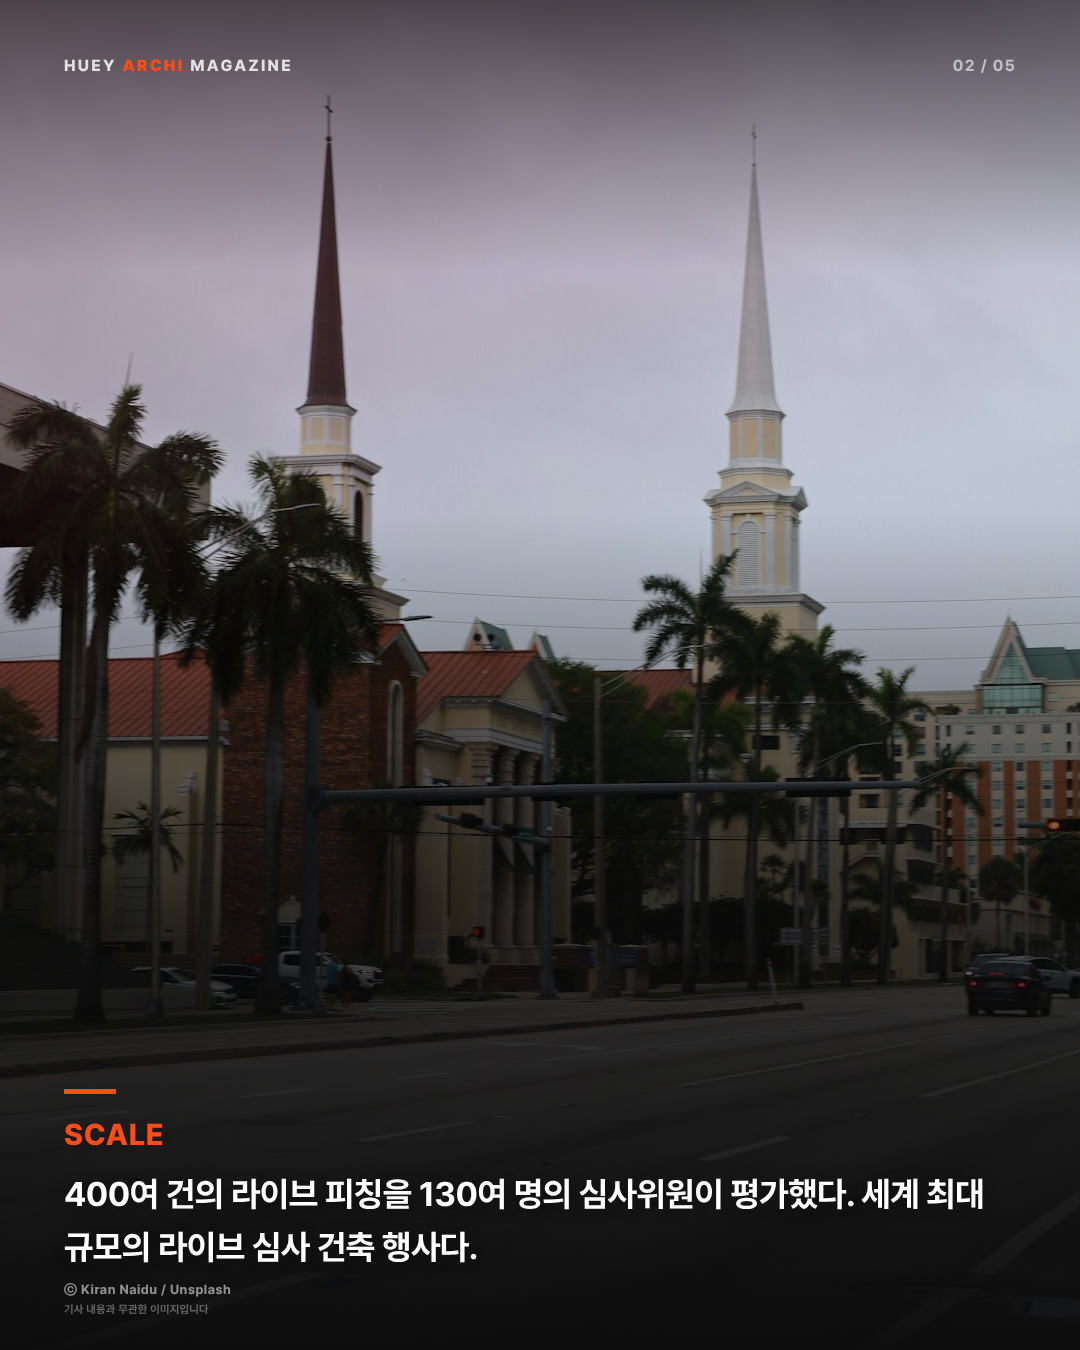 HUEY ARCHI MAGAZINE
02 / 05
SCALE
400여 건의 라이브 피칭을 130여 명의 심사위원이 평가했다. 세계 최대
규모의 라이브 심사 건축 행사다.
© Kiran Naidu / Unsplash
기사 내용과 무관한 이미지입니다